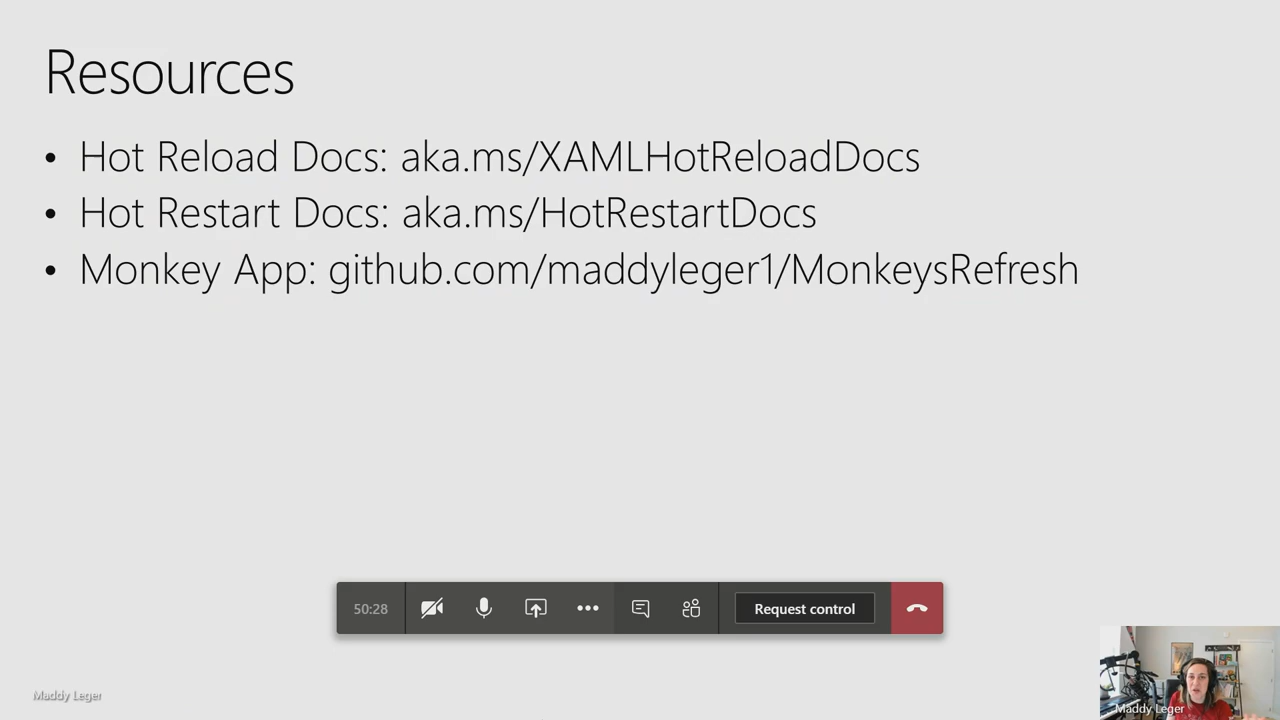 Resources
• Hot Reload Docs: aka.ms/XAMLHotReloadDocs
• Hot Restart Docs: aka.ms/HotRestartDocs
• Monkey App: github.com/maddyleger1/MonkeysRefresh
50:28
Request control
Maddy Leger
Maddy Leger